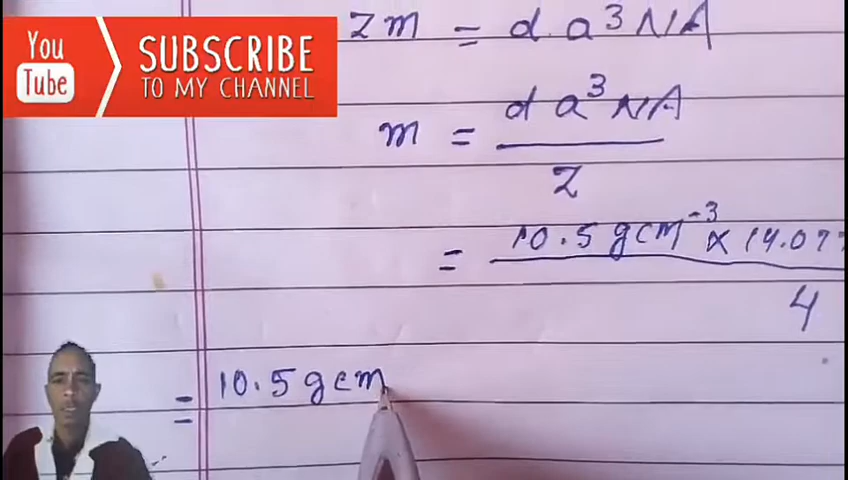 You
Tube
SUBSCRIBE
TO MY CHANNEL
zm = d a³ NA
m = d a³ NA
z
= 10.5 gcm⁻³ × 14.077
4
= 10.5 gcm